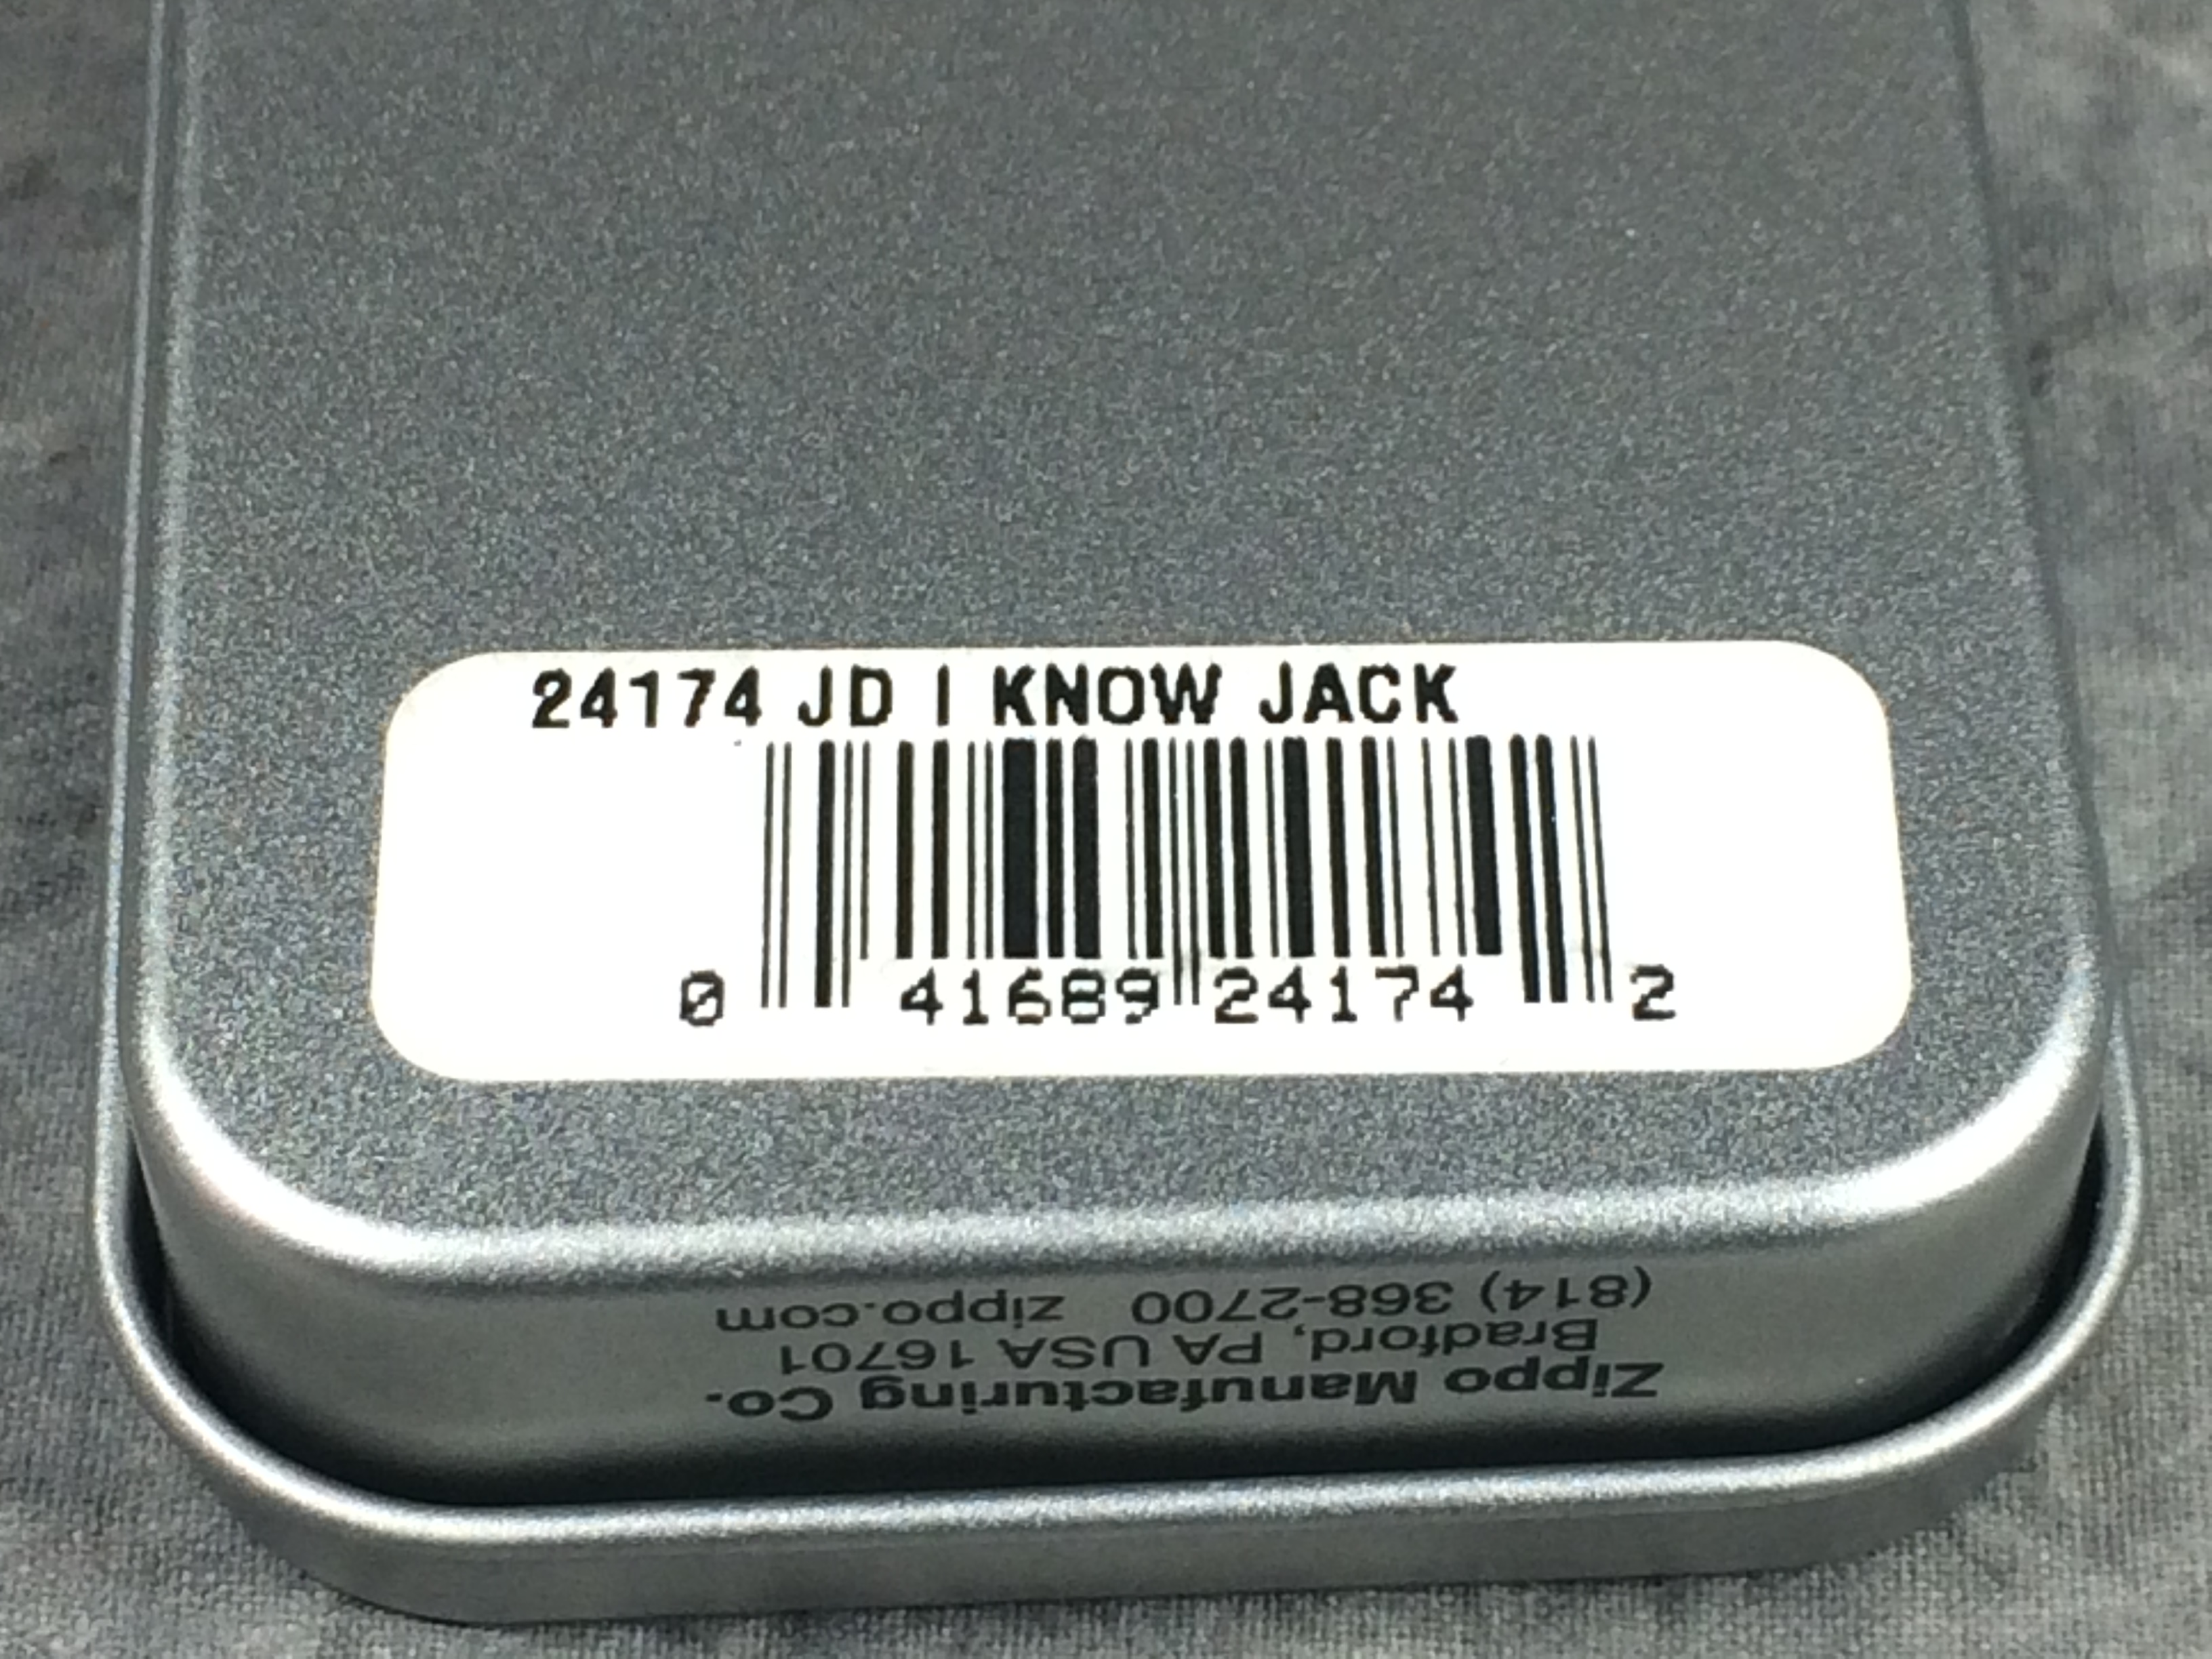 24174 JD I KNOW JACK
0 41689 24174 2
Zippo Manufacturing Co.
Bradford, PA USA 16701
(814) 368-2700 zippo.com